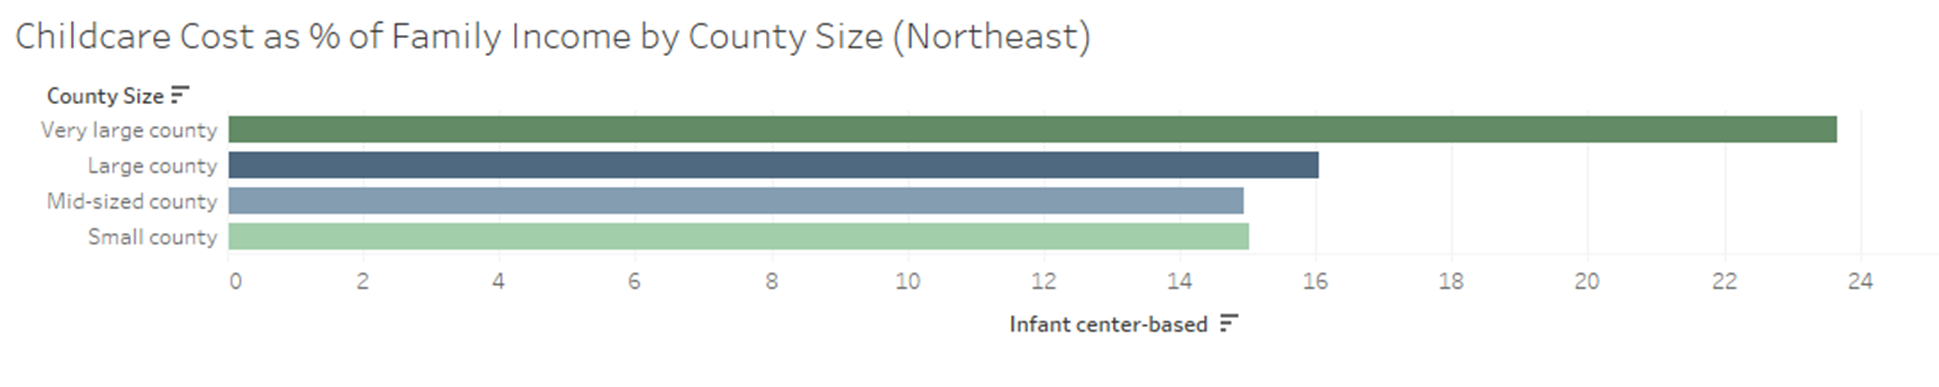 Childcare Cost as % of Family Income by County Size (Northeast)
County Size
Very large county
Large county
Mid-sized county
Small county
0 2 4 6 8 10 12 14 16 18 20 22 24
Infant center-based